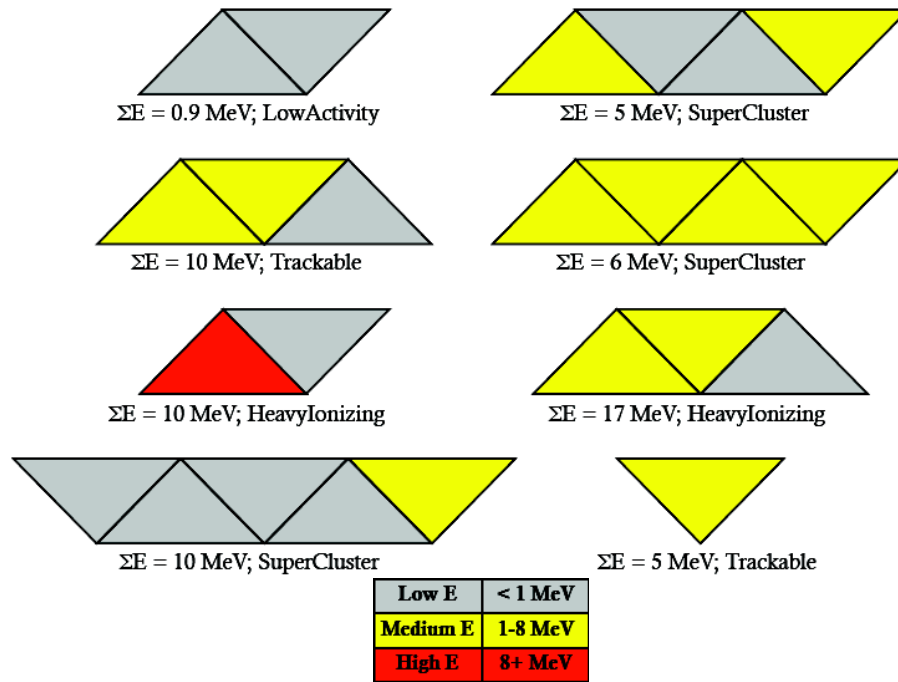 ΣE = 0.9 MeV; LowActivity
ΣE = 5 MeV; SuperCluster
ΣE = 10 MeV; Trackable
ΣE = 6 MeV; SuperCluster
ΣE = 10 MeV; HeavyIonizing
ΣE = 17 MeV; HeavyIonizing
ΣE = 10 MeV; SuperCluster
ΣE = 5 MeV; Trackable
Low E < 1 MeV
Medium E 1-8 MeV
High E 8+ MeV